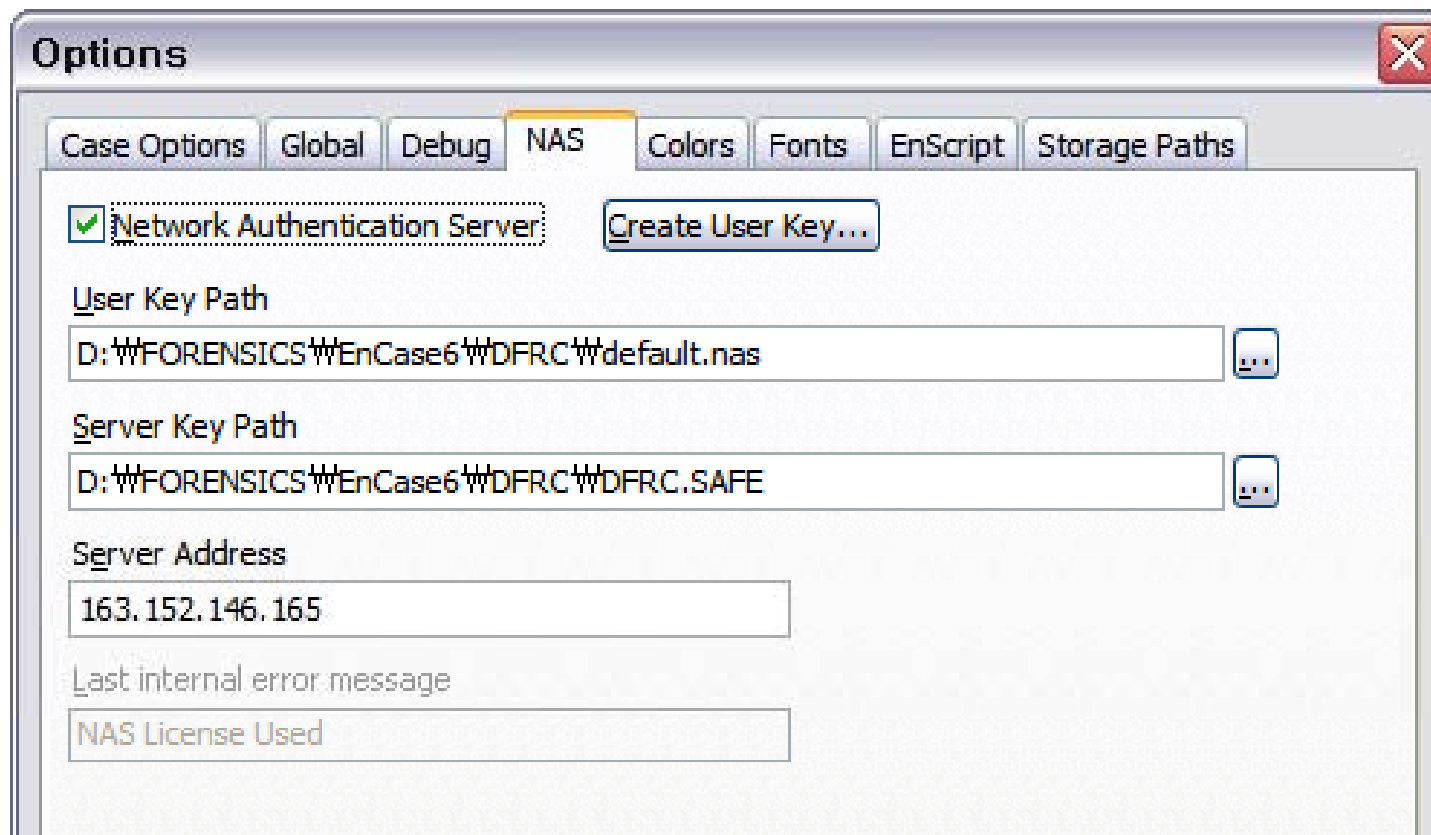 Options
Case Options Global Debug NAS Colors Fonts EnScript Storage Paths
Network Authentication Server Create User Key...
User Key Path
D:₩FORENSICS₩EnCase6₩DFRC₩default.nas ...
Server Key Path
D:₩FORENSICS₩EnCase6₩DFRC₩DFRC.SAFE ...
Server Address
163.152.146.165
Last internal error message
NAS License Used